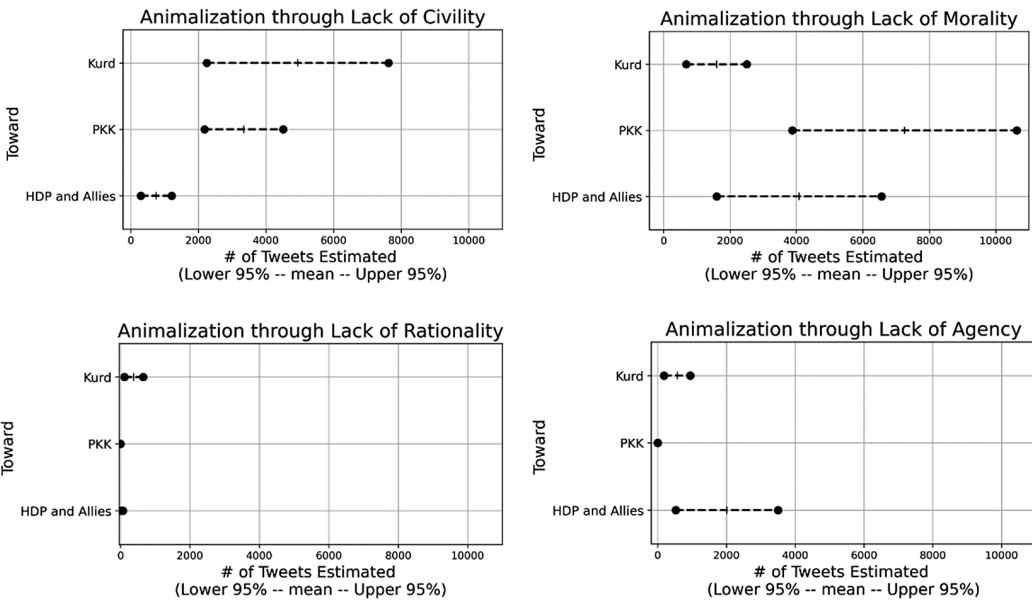 Animalization through Lack of Civility
Toward
Kurd
PKK
HDP and Allies
0 2000 4000 6000 8000 10000
# of Tweets Estimated
(Lower 95% -- mean -- Upper 95%)
Animalization through Lack of Morality
Toward
Kurd
PKK
HDP and Allies
0 2000 4000 6000 8000 10000
# of Tweets Estimated
(Lower 95% -- mean -- Upper 95%)
Animalization through Lack of Rationality
Toward
Kurd
PKK
HDP and Allies
0 2000 4000 6000 8000 10000
# of Tweets Estimated
(Lower 95% -- mean -- Upper 95%)
Animalization through Lack of Agency
Toward
Kurd
PKK
HDP and Allies
0 2000 4000 6000 8000 10000
# of Tweets Estimated
(Lower 95% -- mean -- Upper 95%)